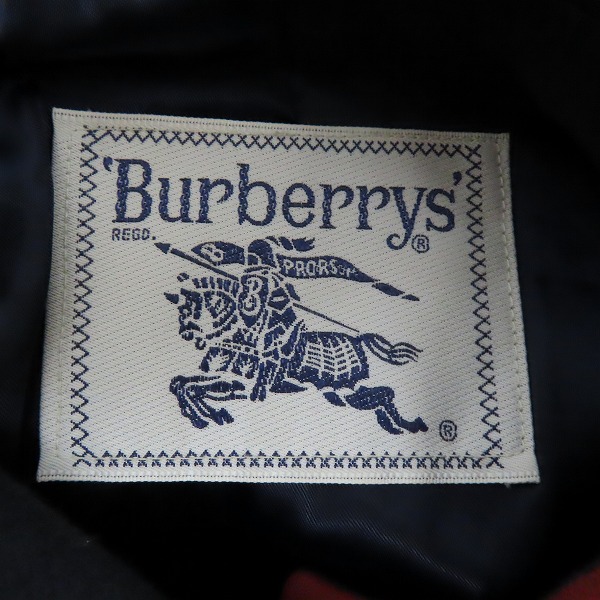 'Burberrys'
REGD. ®
PRORSUM
B
®